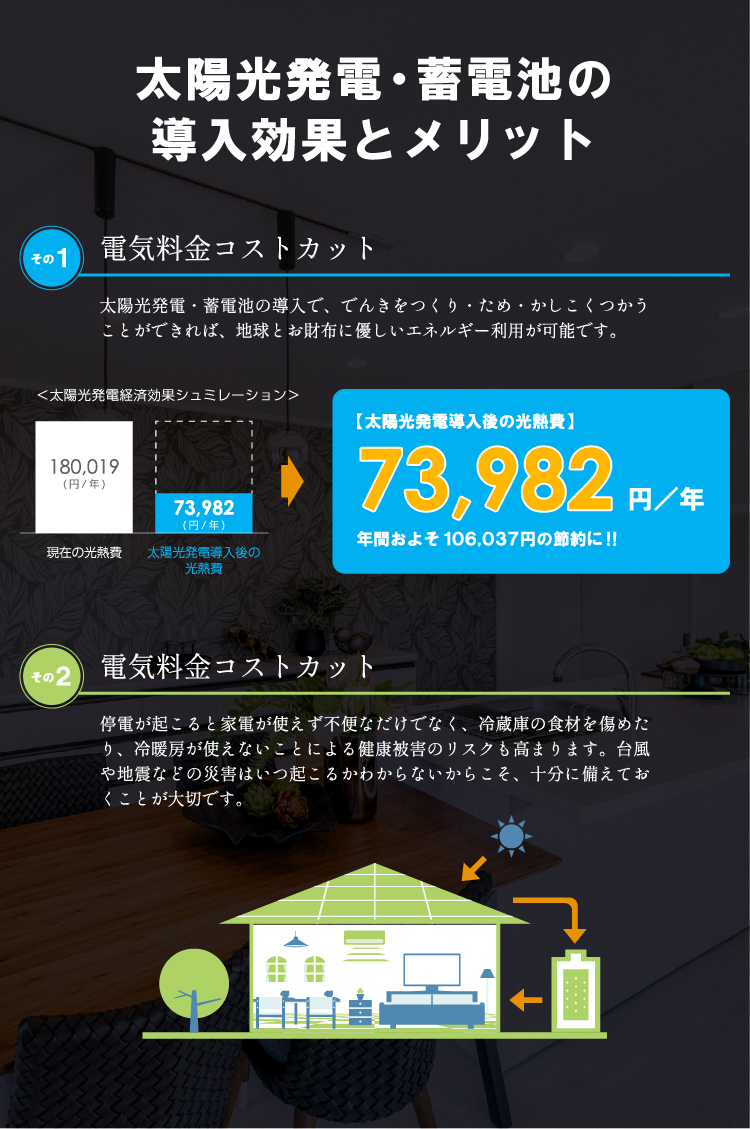 太陽光発電・蓄電池の
導入効果とメリット
その1
電気料金コストカット
太陽光発電・蓄電池の導入で、でんきをつくり・ため・かしこくつかう
ことができれば、地球とお財布に優しいエネルギー利用が可能です。
＜太陽光発電経済効果シュミレーション＞
180,019
(円/年)
73,982
(円/年)
現在の光熱費
太陽光発電導入後の
光熱費
【太陽光発電導入後の光熱費】
73,982 円／年
年間およそ106,037円の節約に!!
その2
電気料金コストカット
停電が起こると家電が使えず不便なだけでなく、冷蔵庫の食材を傷めた
り、冷暖房が使えないことによる健康被害のリスクも高まります。台風
や地震などの災害はいつ起こるかわからないからこそ、十分に備えてお
くことが大切です。